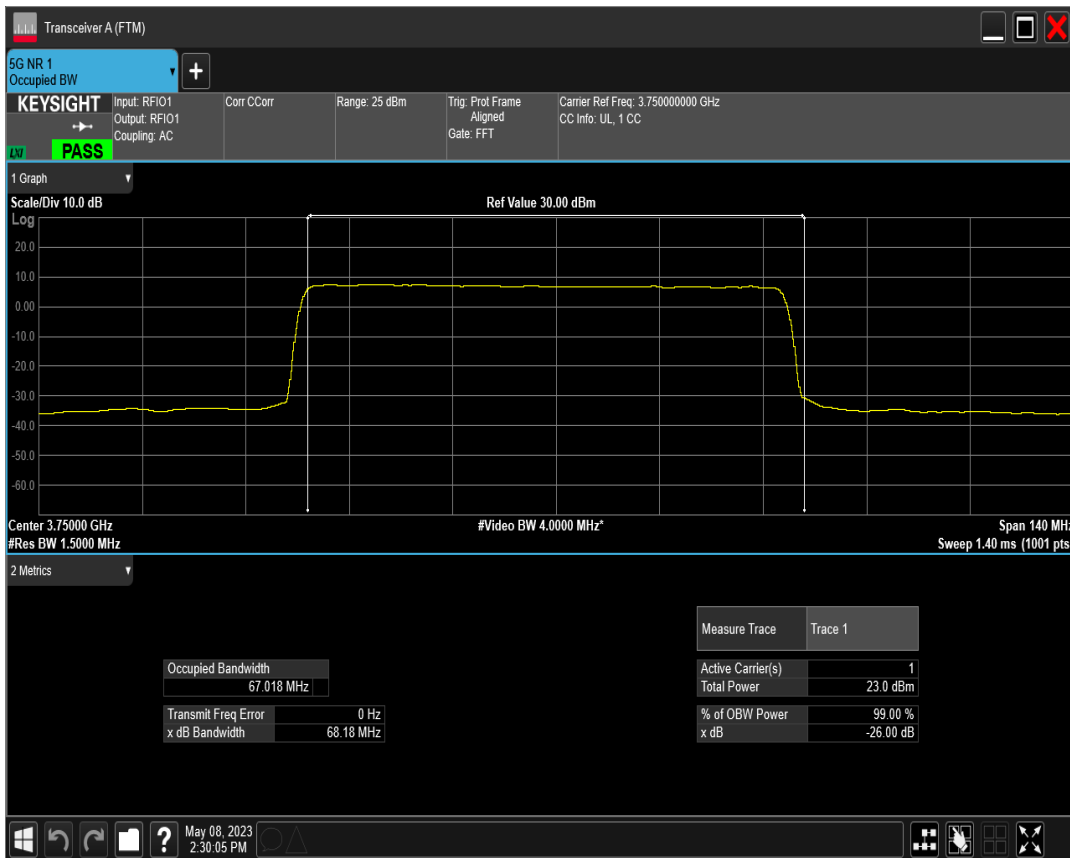 Transceiver A (FTM)
5G NR 1
Occupied BW
+
KEYSIGHT
LXI
PASS
Input: RFIO1
Output: RFIO1
Coupling: AC
Corr CCorr
Range: 25 dBm
Trig: Prot Frame
Aligned
Gate: FFT
Carrier Ref Freq: 3.750000000 GHz
CC Info: UL, 1 CC
1 Graph
Scale/Div 10.0 dB
Ref Value 30.00 dBm
Log
20.0
10.0
0.00
-10.0
-20.0
-30.0
-40.0
-50.0
-60.0
Center 3.75000 GHz
#Video BW 4.0000 MHz*
Span 140 MHz
#Res BW 1.5000 MHz
Sweep 1.40 ms (1001 pts
2 Metrics
Measure Trace Trace 1
Occupied Bandwidth
67.018 MHz
Active Carrier(s) 1
Total Power 23.0 dBm
Transmit Freq Error 0 Hz
x dB Bandwidth 68.18 MHz
% of OBW Power 99.00 %
x dB -26.00 dB
?
May 08, 2023
2:30:05 PM